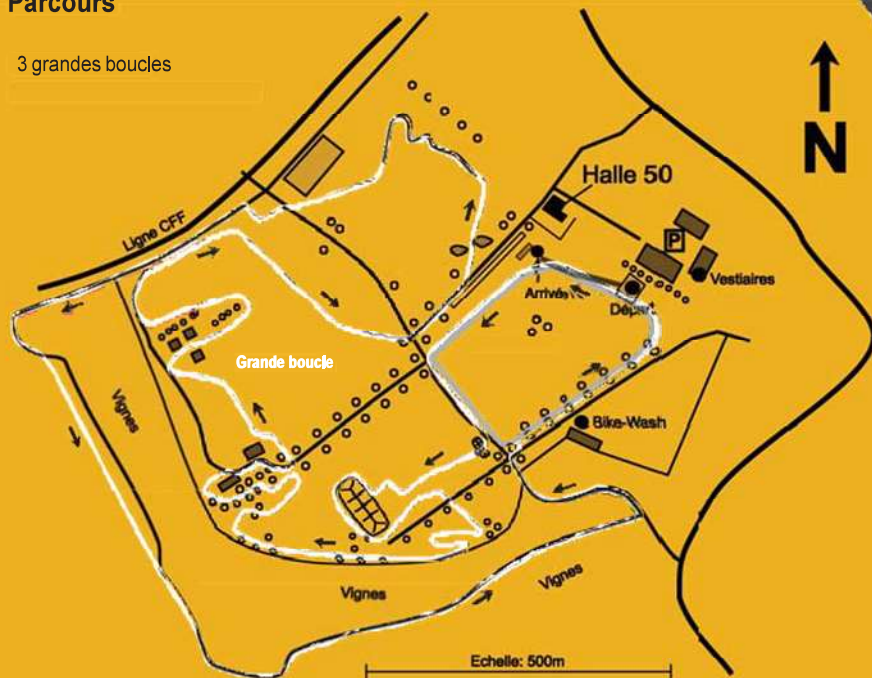 Parcours
3 grandes boucles
N
Halle 50
Ligne CFF
P
Vestiaires
Arrivée
Grande boucle
Vignes
Bike-Wash
Vignes
Vignes
Echelle: 500m